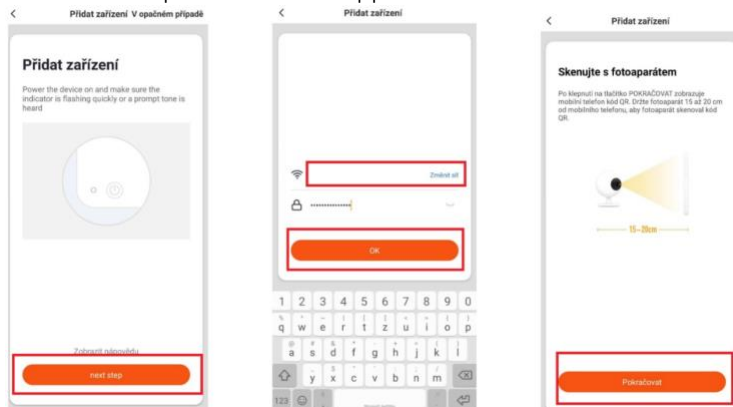 Přidat zařízení V opačném případě
Přidat zařízení
Power the device on and make sure the
indicator is flashing quickly or a prompt tone is
heard
Zobrazit nápovědu
next step
Přidat zařízení
Změnit síť
OK
1 2 3 4 5 6 7 8 9 0
q w e r t z u i o p
a s d f g h j k l
y x c v b n m
123
Přidat zařízení
Skenujte s fotoaparátem
Po klepnutí na tlačítko POKRAČOVAT zobrazuje
mobilní telefon kód QR. Držte fotoaparát 15 až 20 cm
od mobilního telefonu, aby fotoaparát skenoval kód
QR.
15~20cm
Pokračovat